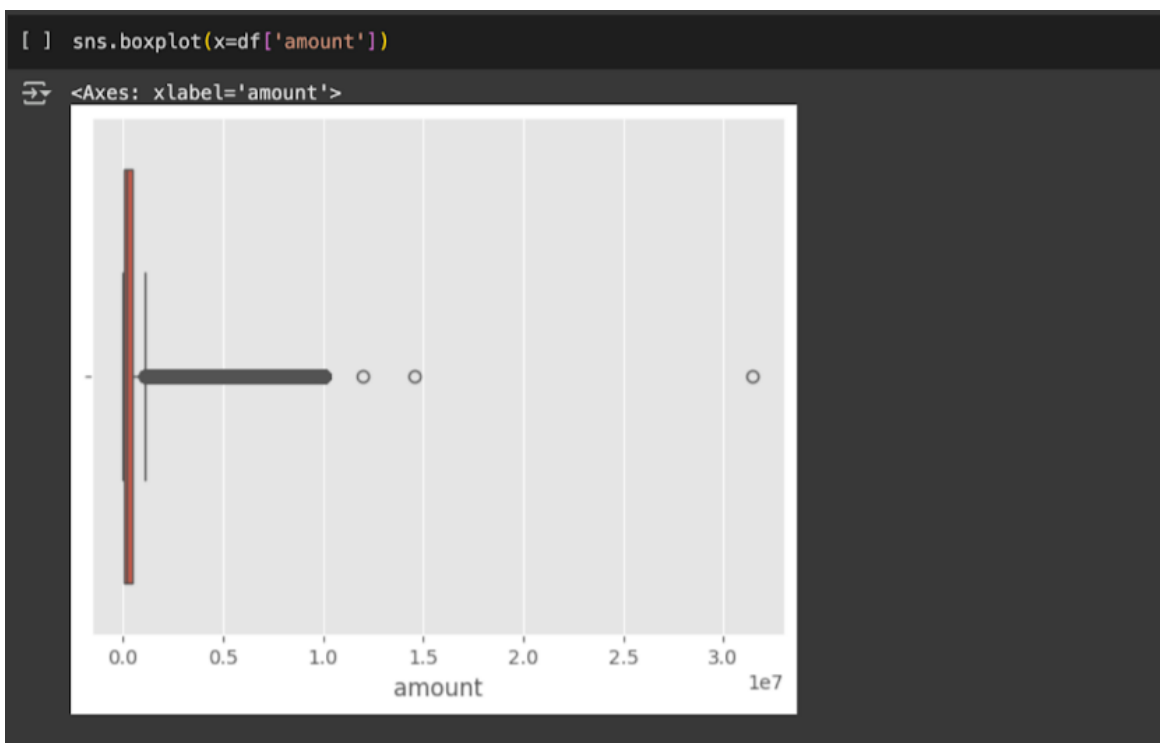 [ ] sns.boxplot(x=df['amount'])
<Axes: xlabel='amount'>
0.0 0.5 1.0 1.5 2.0 2.5 3.0
1e7
amount